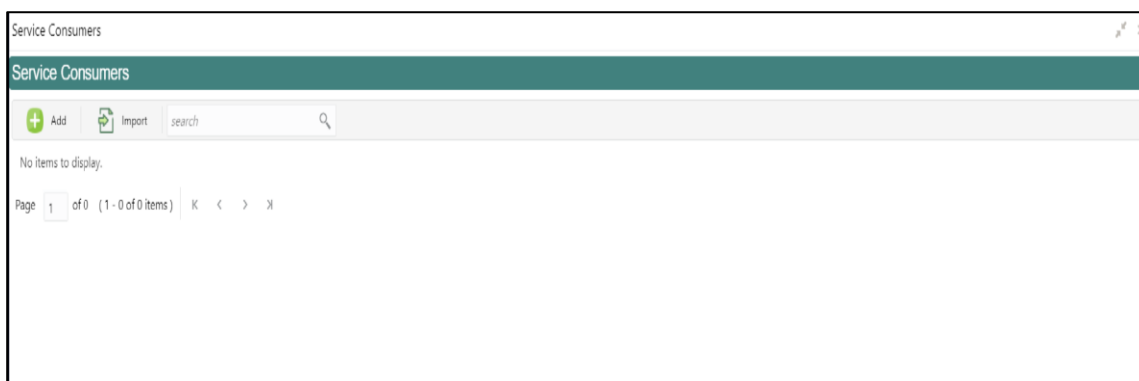 Service Consumers
Service Consumers
Add Import search
No items to display.
Page 1 of 0 ( 1 - 0 of 0 items )